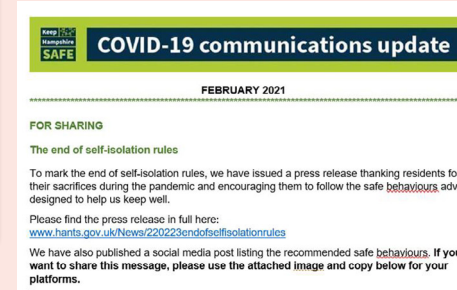 Keep
Hampshire
SAFE
COVID-19 communications update
FEBRUARY 2021
FOR SHARING
The end of self-isolation rules
To mark the end of self-isolation rules, we have issued a press release thanking residents fo
their sacrifices during the pandemic and encouraging them to follow the safe behaviours adv
designed to help us keep well.
Please find the press release in full here:
www.hants.gov.uk/News/220223endofselfisolationrules
We have also published a social media post listing the recommended safe behaviours. If you
want to share this message, please use the attached image and copy below for your
platforms.